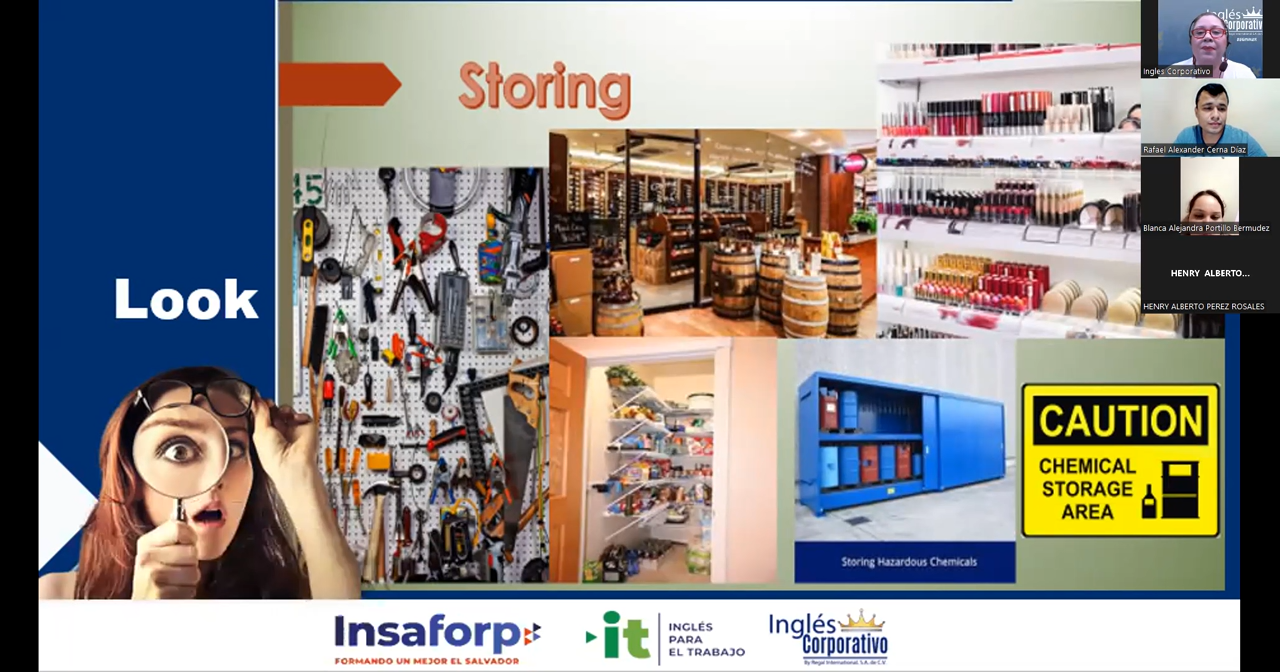 Storing
Look
45
CAUTION
CHEMICAL
STORAGE
AREA
Storing Hazardous Chemicals
Insaforp
FORMANDO UN MEJOR EL SALVADOR
it
INGLÉS
PARA
EL TRABAJO
Inglés
Corporativo
By Regal International, S.A. de C.V.
Inglés
Corporativo
Ingles Corporativo
Rafael Alexander Cerna Díaz
Blanca Alejandra Portillo Bermudez
HENRY ALBERTO...
HENRY ALBERTO PEREZ ROSALES